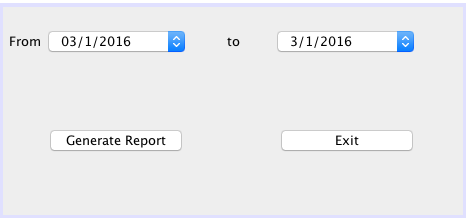 From 03/1/2016 to 3/1/2016
Generate Report Exit